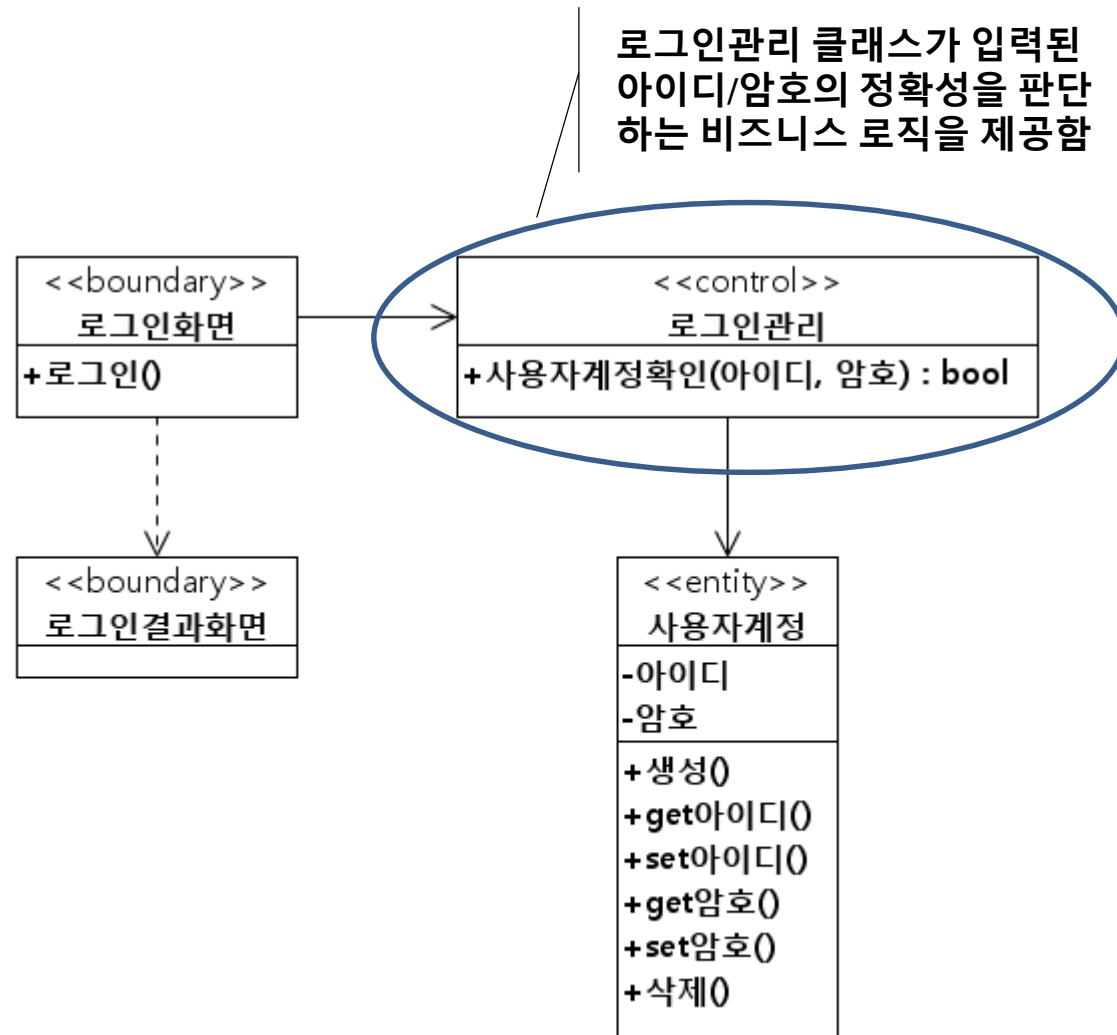 로그인관리 클래스가 입력된
아이디/암호의 정확성을 판단
하는 비즈니스 로직을 제공함
<<boundary>>
로그인화면
+로그인()
<<control>>
로그인관리
+사용자계정확인(아이디, 암호) : bool
<<boundary>>
로그인결과화면
<<entity>>
사용자계정
-아이디
-암호
+생성()
+get아이디()
+set아이디()
+get암호()
+set암호()
+삭제()